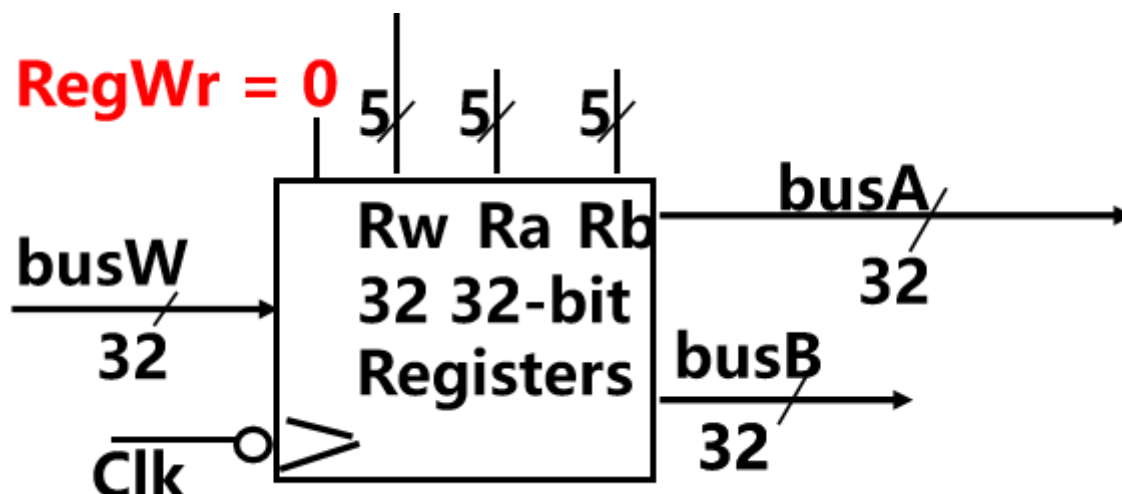 RegWr = 0
5 5 5
Rw Ra Rb
busA
32
busW
32
32 32-bit
Registers
busB
32
Clk